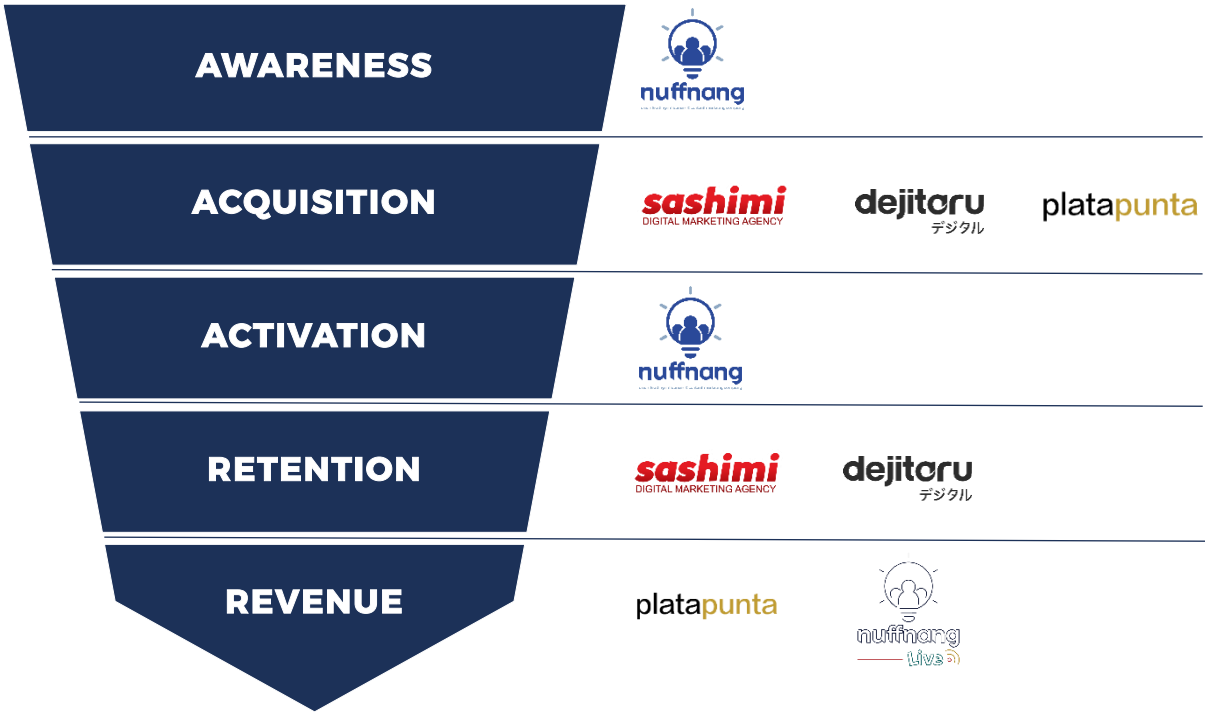 AWARENESS
nuffnang
ACQUISITION
sashimi
DIGITAL MARKETING AGENCY
dejitaru
デジタル
platapunta
ACTIVATION
nuffnang
RETENTION
sashimi
DIGITAL MARKETING AGENCY
dejitaru
デジタル
REVENUE
platapunta
nuffnang
Live